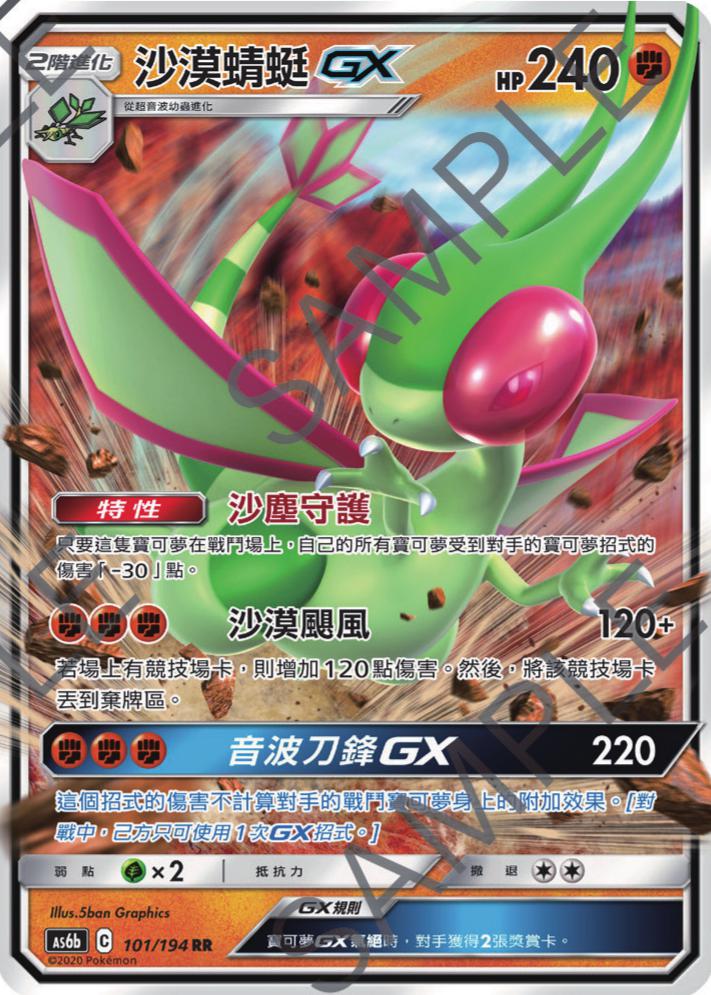 2階進化 沙漠蜻蜓GX HP240
從超音波幼蟲進化
特性 沙塵守護
只要這隻寶可夢在戰鬥場上，自己的所有寶可夢受到對手的寶可夢招式的
傷害「-30」點。
沙漠颶風 120+
若場上有競技場卡，則增加120點傷害。然後，將該競技場卡
丟到棄牌區。
音波刀鋒GX 220
這個招式的傷害不計算對手的戰鬥寶可夢身上的附加效果。[對
戰中，己方只可使用1次GX招式。]
弱點 ×2 抵抗力 撤退
Illus.5ban Graphics
GX規則
AS6b C 101/194 RR
寶可夢GX氣絕時，對手獲得2張獎賞卡。
©2020 Pokémon
SAMPLE
SAMPLE